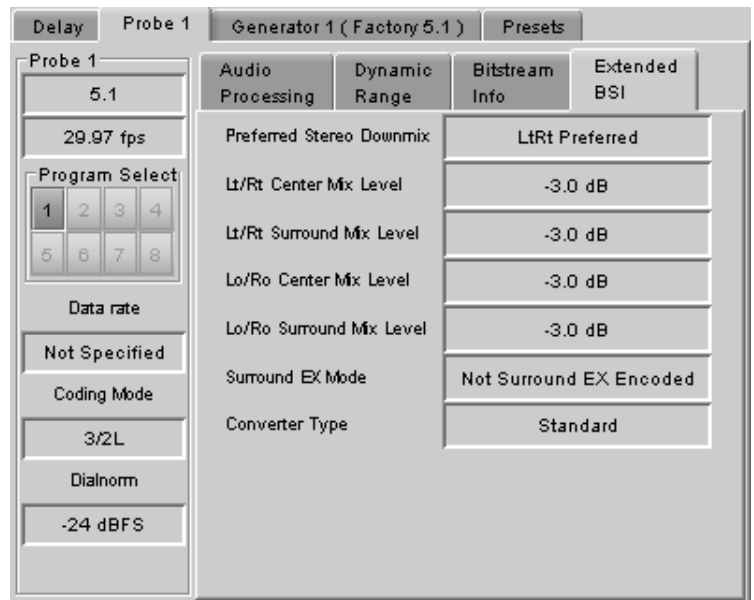 Delay
Probe 1
Generator 1 ( Factory 5.1 )
Presets
Probe 1
5.1
29.97 fps
Program Select
1 2 3 4
5 6 7 8
Data rate
Not Specified
Coding Mode
3/2L
Dialnorm
-24 dBFS
Audio
Processing
Dynamic
Range
Bitstream
Info
Extended
BSI
Preferred Stereo Downmix LtRt Preferred
Lt/Rt Center Mix Level -3.0 dB
Lt/Rt Surround Mix Level -3.0 dB
Lo/Ro Center Mix Level -3.0 dB
Lo/Ro Surround Mix Level -3.0 dB
Surround EX Mode Not Surround EX Encoded
Converter Type Standard